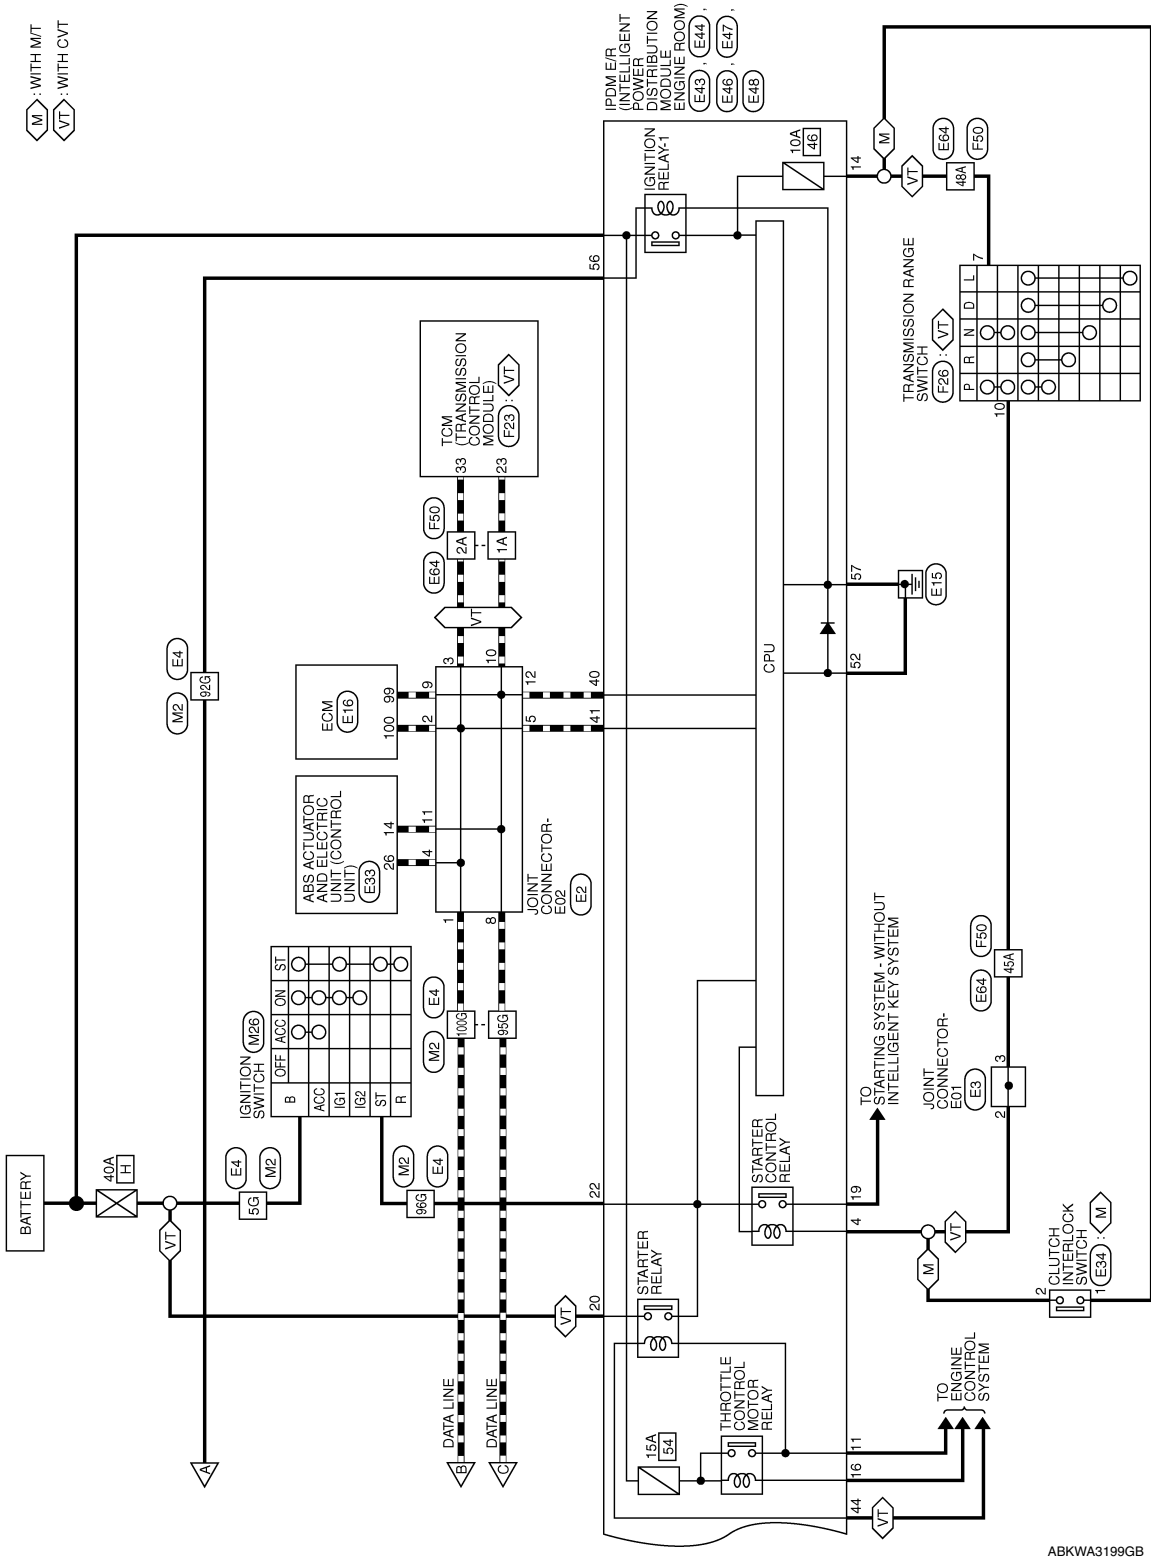 BATTERY
40A
H
VT
5G
E4
M2
IGNITION
SWITCH
M26
OFF
ACC
ON
ST
B
ACC
IG1
IG2
ST
R
96G
M2
E4
A
92G
M2
E4
DATA LINE
B
DATA LINE
C
100G
95G
M2
E4
1
8
4
11
2
9
3
10
5
12
JOINT
CONNECTOR-
E02
E2
ABS ACTUATOR
AND ELECTRIC
UNIT (CONTROL
UNIT)
E33
26
14
ECM
E16
100
99
VT
2A
1A
E64
F50
TCM
(TRANSMISSION
CONTROL
MODULE)
F23 : VT
33
23
M : WITH M/T
VT : WITH CVT
IPDM E/R
(INTELLIGENT
POWER
DISTRIBUTION
MODULE
ENGINE ROOM)
E43 , E44 ,
E46 , E47 ,
E48
VT
20
22
41
40
56
15A
54
THROTTLE
CONTROL
MOTOR
RELAY
STARTER
RELAY
STARTER
CONTROL
RELAY
CPU
IGNITION
RELAY-1
10A
46
44
16
11
4
19
52
57
14
VT
TO
ENGINE
CONTROL
SYSTEM
TO
STARTING SYSTEM - WITHOUT
INTELLIGENT KEY SYSTEM
E15
M
VT
CLUTCH
INTERLOCK
SWITCH
E34 : M
2
1
JOINT
CONNECTOR-
E01
E3
2
3
45A
E64
F50
TRANSMISSION RANGE
SWITCH
F26 : VT
10
7
P
R
N
D
L
M
VT
48A
E64
F50
ABKWA3199GB